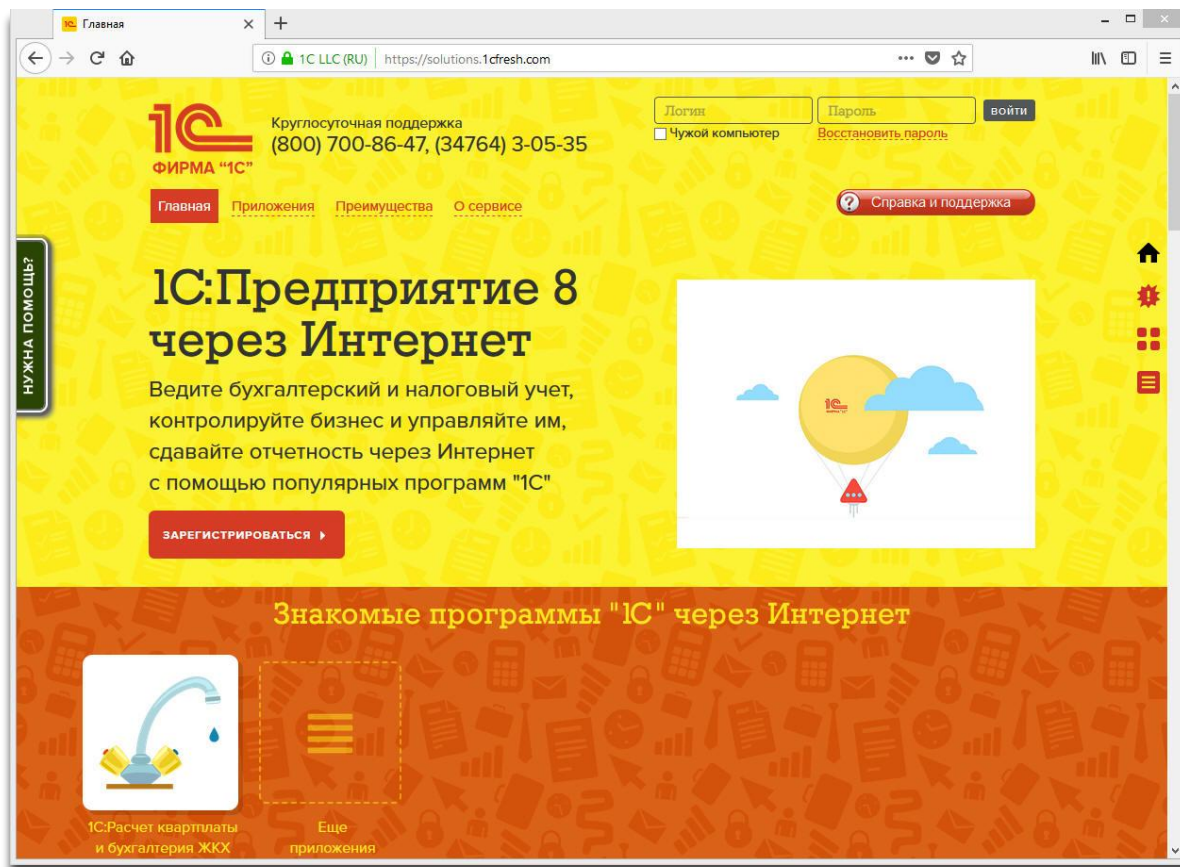 1С Главная
1C LLC (RU) https://solutions.1cfresh.com
1С
ФИРМА "1С"
Круглосуточная поддержка
(800) 700-86-47, (34764) 3-05-35
Логин Пароль войти
Чужой компьютер Восстановить пароль
Главная Приложения Преимущества О сервисе
? Справка и поддержка
НУЖНА ПОМОЩЬ?
1С:Предприятие 8
через Интернет
Ведите бухгалтерский и налоговый учет,
контролируйте бизнес и управляйте им,
сдавайте отчетность через Интернет
с помощью популярных программ "1С"
1С
ЗАРЕГИСТРИРОВАТЬСЯ
Знакомые программы "1С" через Интернет
1С:Расчет квартплаты
и бухгалтерия ЖКХ
Еще
приложения